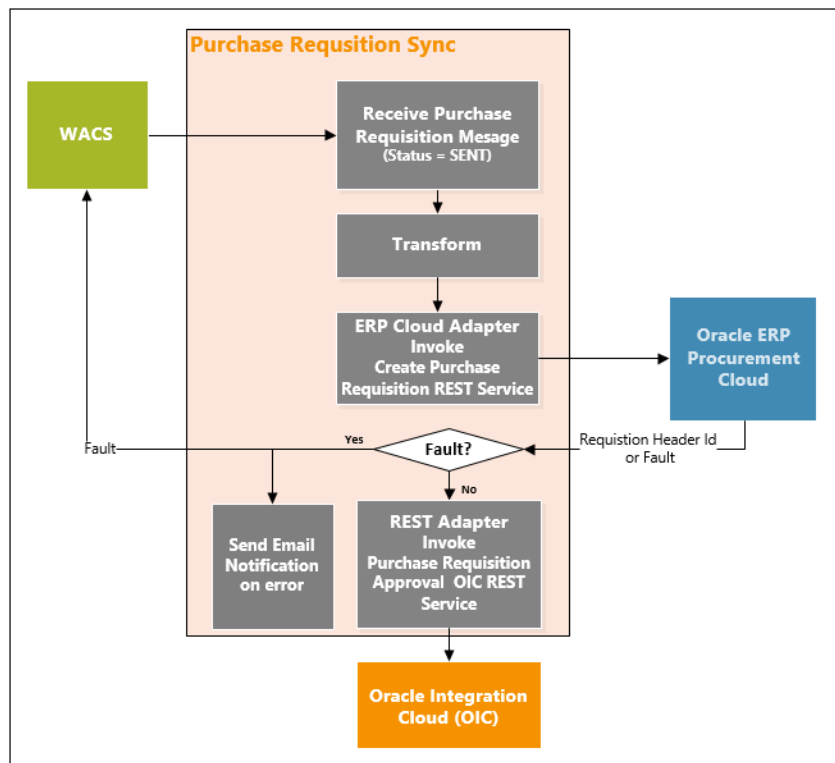 Purchase Requsition Sync
WACS
Receive Purchase
Requisition Mesage
(Status = SENT)
Transform
ERP Cloud Adapter
Invoke
Create Purchase
Requisition REST Service
Oracle ERP
Procurement
Cloud
Fault
Yes
Fault?
Requistion Header Id
or Fault
No
Send Email
Notification
on error
REST Adapter
Invoke
Purchase Requisition
Approval OIC REST
Service
Oracle Integration
Cloud (OIC)